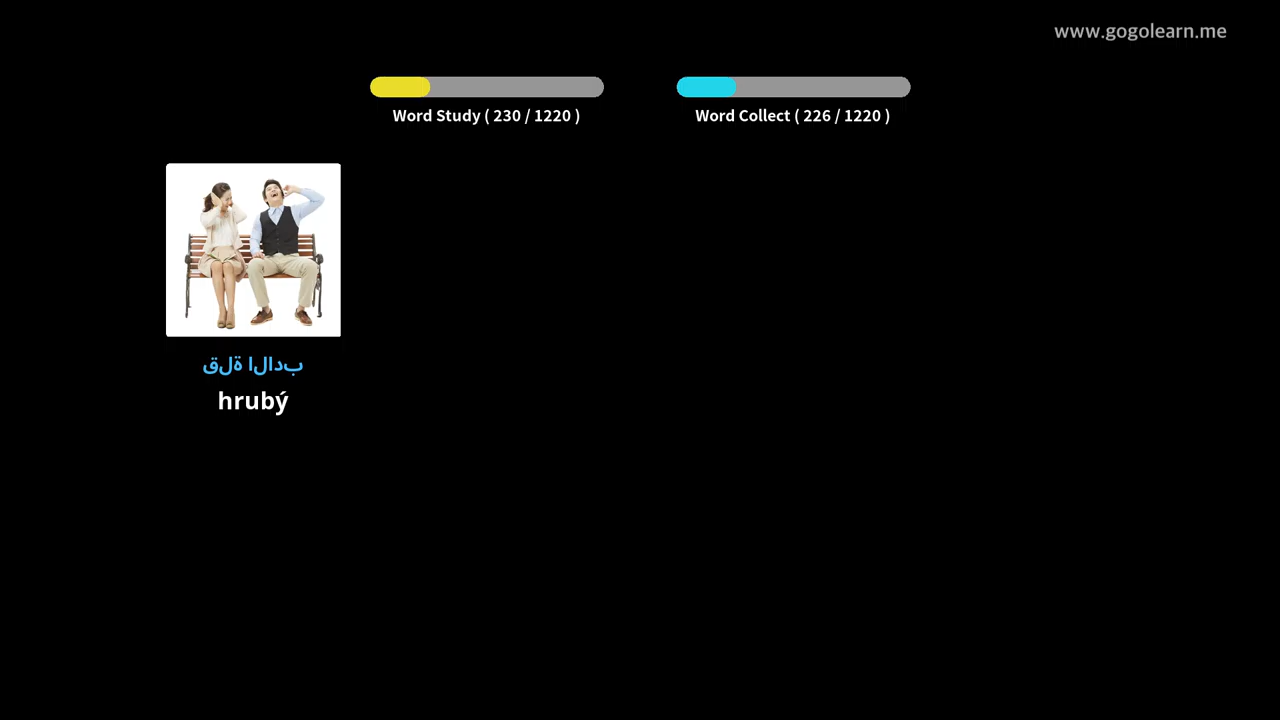 www.gogolearn.me
Word Study ( 230 / 1220 )
Word Collect ( 226 / 1220 )
قلة الادب
hrubý